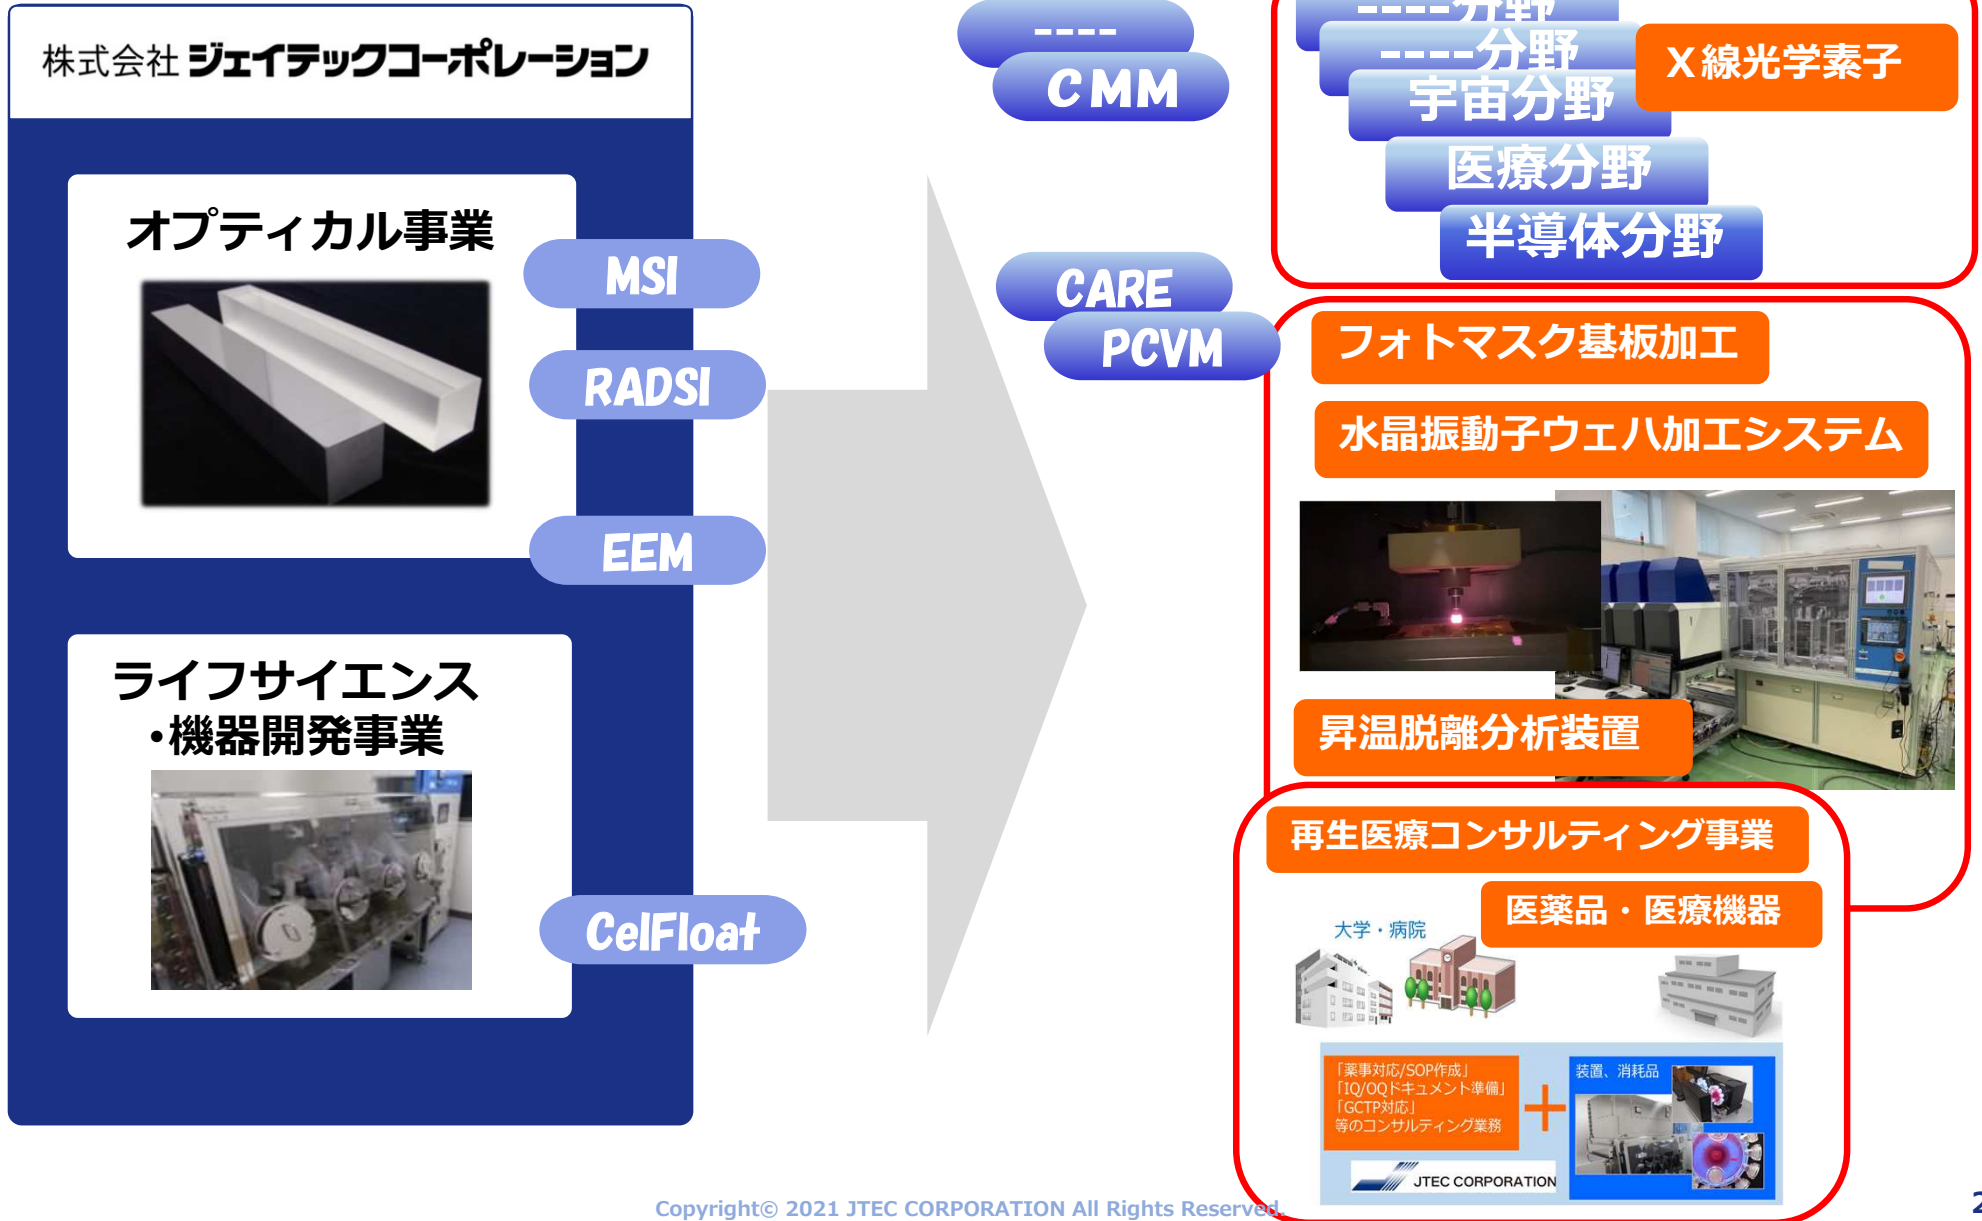 株式会社 ジェイテックコーポレーション
オプティカル事業
MSI
RADSI
EEM
ライフサイエンス
・機器開発事業
CelFloat
----
CMM
CARE
PCVM
----分野
----分野
宇宙分野
医療分野
半導体分野
X線光学素子
フォトマスク基板加工
水晶振動子ウェハ加工システム
昇温脱離分析装置
再生医療コンサルティング事業
医薬品・医療機器
大学・病院
「薬事対応/SOP作成」
「IQ/OQドキュメント準備」
「GCTP対応」
等のコンサルティング業務
+
装置、消耗品
JTEC CORPORATION
Copyright© 2021 JTEC CORPORATION All Rights Reserved.